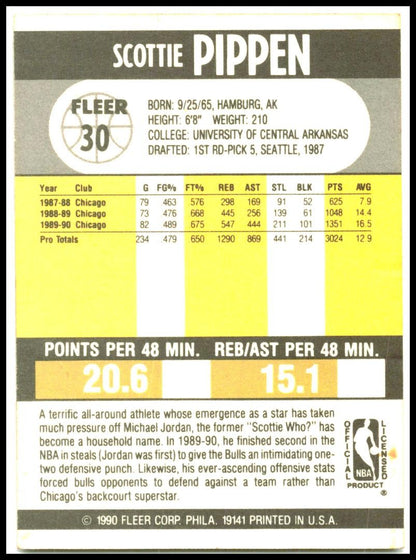 SCOTTIE PIPPEN
FLEER
30
BORN: 9/25/65, HAMBURG, AK
HEIGHT: 6'8" WEIGHT: 210
COLLEGE: UNIVERSITY OF CENTRAL ARKANSAS
DRAFTED: 1ST RD-PICK 5, SEATTLE, 1987
Year Club G FG% FT% REB AST STL BLK PTS AVG
1987-88 Chicago 79 463 576 298 169 91 52 625 7.9
1988-89 Chicago 73 476 668 445 256 139 61 1048 14.4
1989-90 Chicago 82 489 675 547 444 211 101 1351 16.5
Pro Totals 234 479 650 1290 869 441 214 3024 12.9
POINTS PER 48 MIN. REB/AST PER 48 MIN.
20.6 15.1
A terrific all-around athlete whose emergence as a star has taken
much pressure off Michael Jordan, the former "Scottie Who?" has
become a household name. In 1989-90, he finished second in the
NBA in steals (Jordan was first) to give the Bulls an intimidating one-
two defensive punch. Likewise, his ever-ascending offensive stats
forced bulls opponents to defend against a team rather than
Chicago's backcourt superstar.
OFFICIAL
LICENSED
NBA
PRODUCT ®
© 1990 FLEER CORP. PHILA. 19141 PRINTED IN U.S.A.